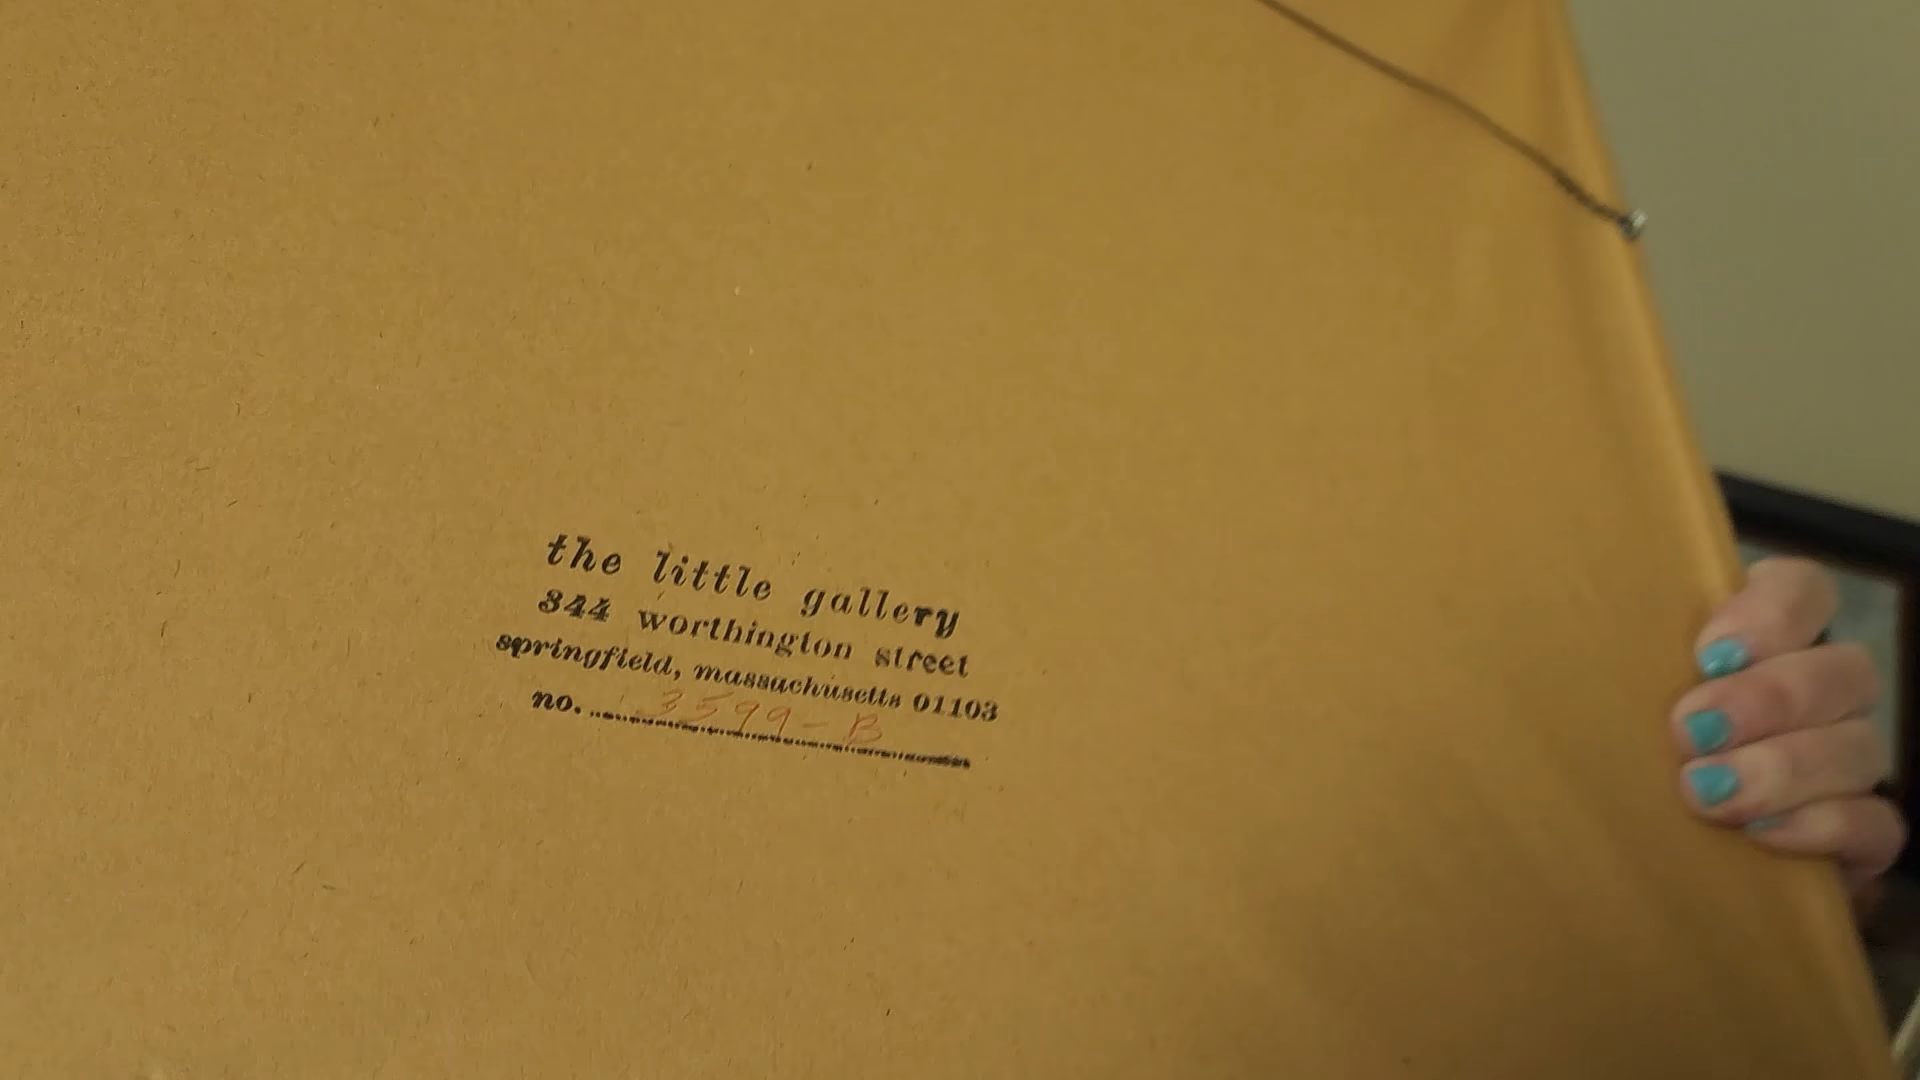 the little gallery
344 worthington street
springfield, massachusetts 01103
no. 3599-B